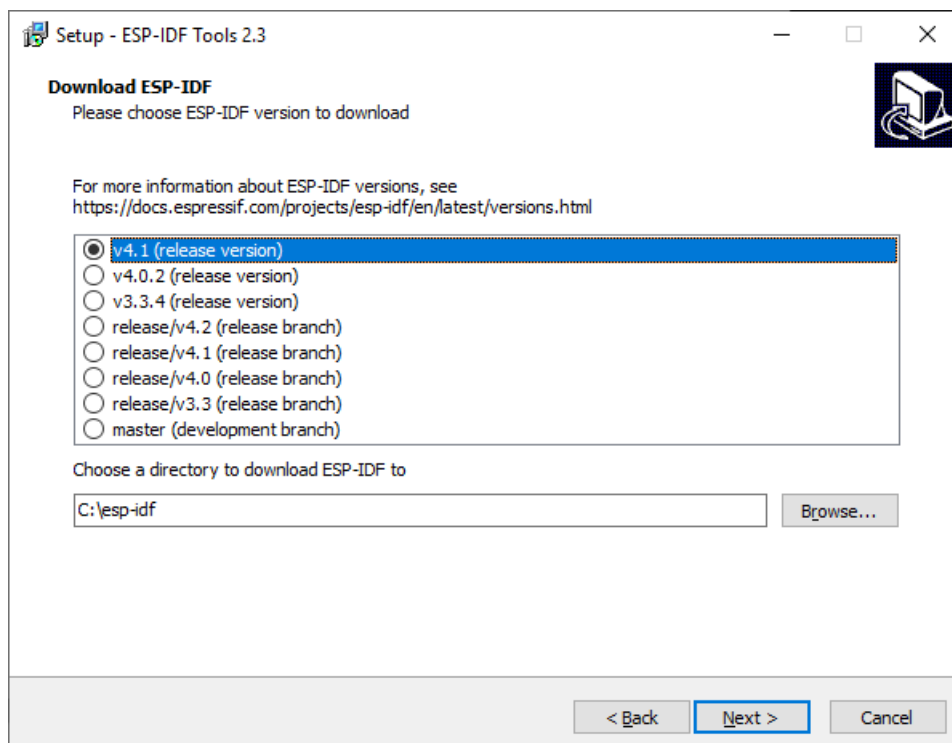 Setup - ESP-IDF Tools 2.3
Download ESP-IDF
Please choose ESP-IDF version to download
For more information about ESP-IDF versions, see
https://docs.espressif.com/projects/esp-idf/en/latest/versions.html
v4.1 (release version)
v4.0.2 (release version)
v3.3.4 (release version)
release/v4.2 (release branch)
release/v4.1 (release branch)
release/v4.0 (release branch)
release/v3.3 (release branch)
master (development branch)
Choose a directory to download ESP-IDF to
C:\esp-idf
Browse...
< Back
Next >
Cancel